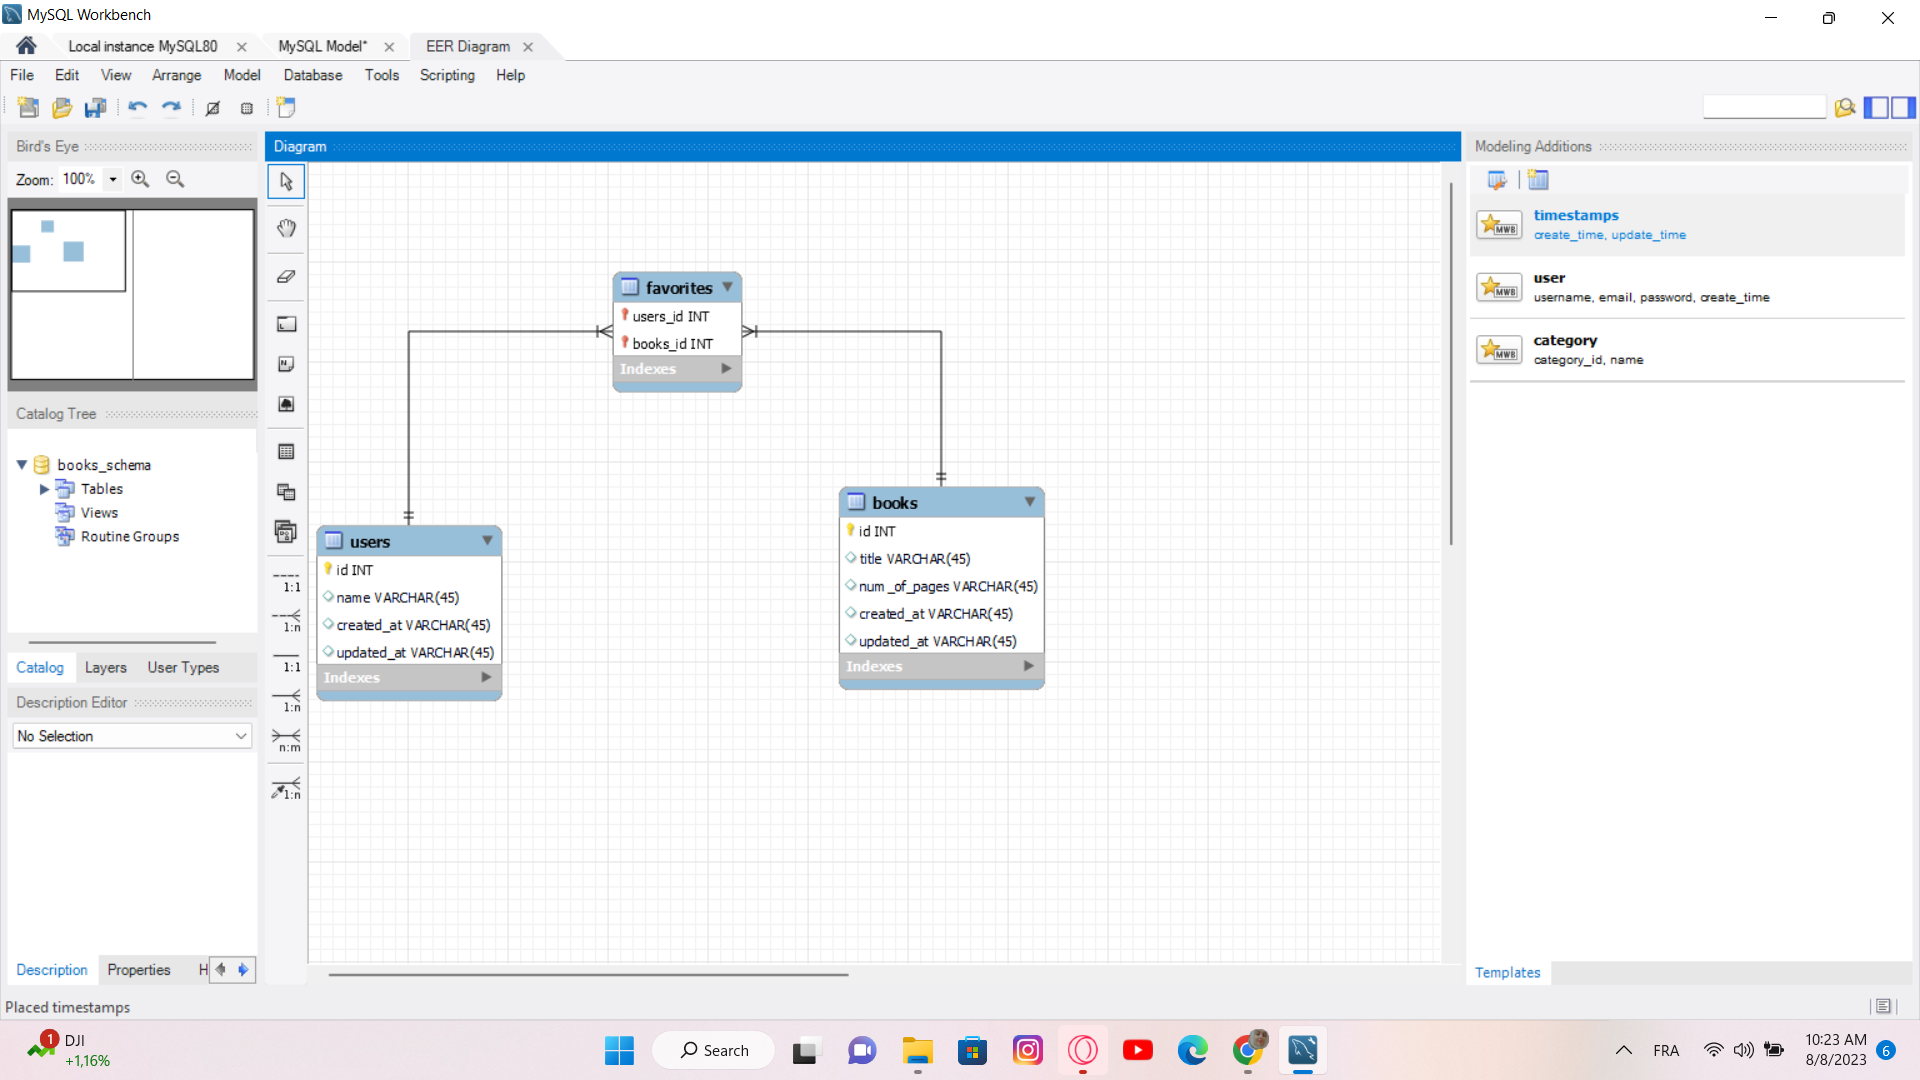 MySQL Workbench
Local instance MySQL80
MySQL Model*
EER Diagram
File Edit View Arrange Model Database Tools Scripting Help
Bird's Eye
Zoom: 100%
Catalog Tree
books_schema
Tables
Views
Routine Groups
Catalog Layers User Types
Description Editor
No Selection
Description Properties H
Placed timestamps
Diagram
1:1
1:n
1:1
1:n
n:m
1:n
favorites
users_id INT
books_id INT
Indexes
users
id INT
name VARCHAR(45)
created_at VARCHAR(45)
updated_at VARCHAR(45)
Indexes
books
id INT
title VARCHAR(45)
num_of_pages VARCHAR(45)
created_at VARCHAR(45)
updated_at VARCHAR(45)
Indexes
Modeling Additions
MWB
timestamps
create_time, update_time
MWB
user
username, email, password, create_time
MWB
category
category_id, name
Templates
1
DJI
+1,16%
Search
FRA
10:23 AM
8/8/2023
6